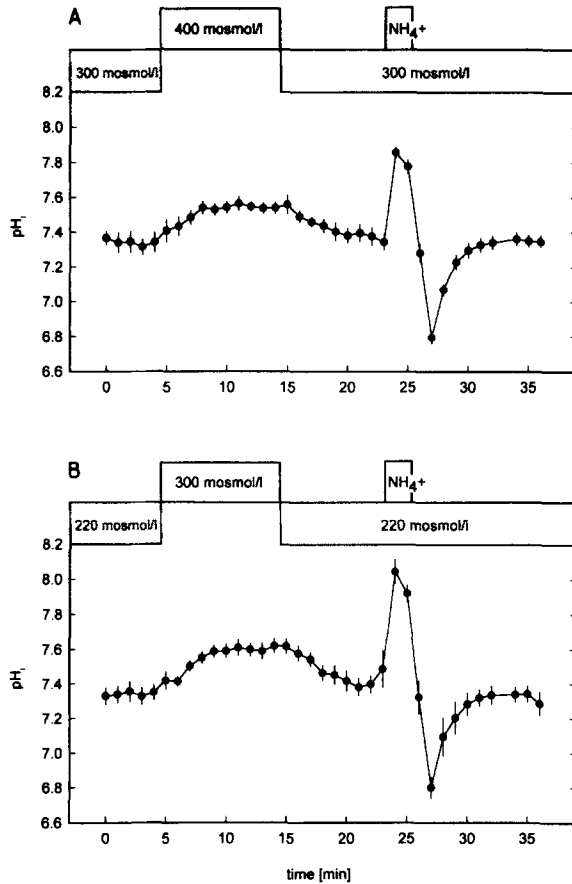 A
400 mosmol/l
NH4+
300 mosmol/l
300 mosmol/l
8.2
8.0
7.8
7.6
7.4
7.2
7.0
6.8
6.6
pHi
0 5 10 15 20 25 30 35
B
300 mosmol/l
NH4+
220 mosmol/l
220 mosmol/l
8.2
8.0
7.8
7.6
7.4
7.2
7.0
6.8
6.6
pHi
0 5 10 15 20 25 30 35
time [min]